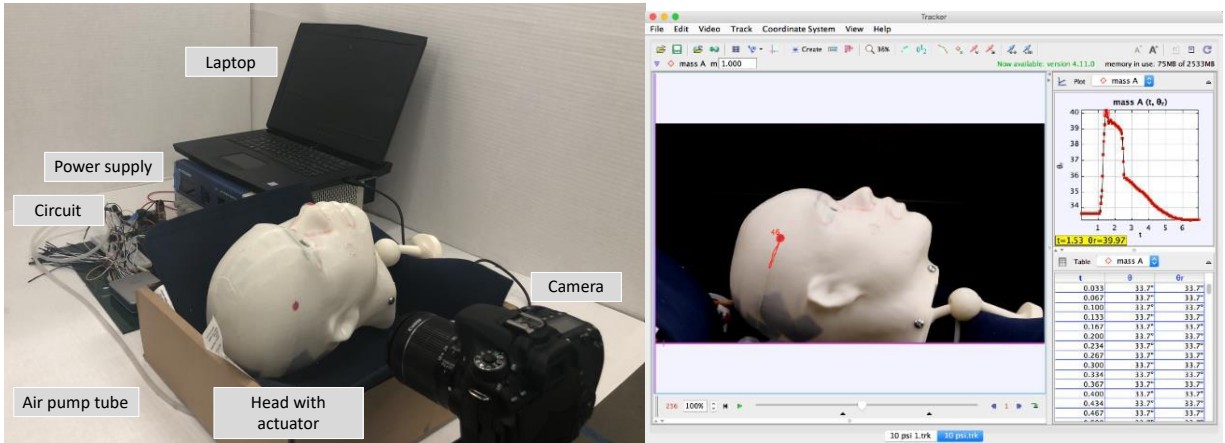 Laptop
Power supply
Circuit
Camera
Air pump tube
Head with
actuator
Tracker
File Edit Video Track Coordinate System View Help
Create 36%
mass A m 1.000
Now available: version 4.11.0 memory in use: 75MB of 2533MB
Plot mass A
mass A (t, θr)
40
39
38
37
36
35
34
θr
1 2 3 4 5 6
t
t=1.53 θr=39.97
46
Table mass A
t θ θr
0.033 33.7° 33.7°
0.067 33.7° 33.7°
0.100 33.7° 33.7°
0.133 33.7° 33.7°
0.167 33.7° 33.7°
0.200 33.7° 33.7°
0.234 33.7° 33.7°
0.267 33.7° 33.7°
0.300 33.7° 33.7°
0.334 33.7° 33.7°
0.367 33.7° 33.7°
0.400 33.7° 33.7°
0.434 33.7° 33.7°
0.467 33.7° 33.7°
256 100% 1
10 psi 1.trk 10 psi.trk